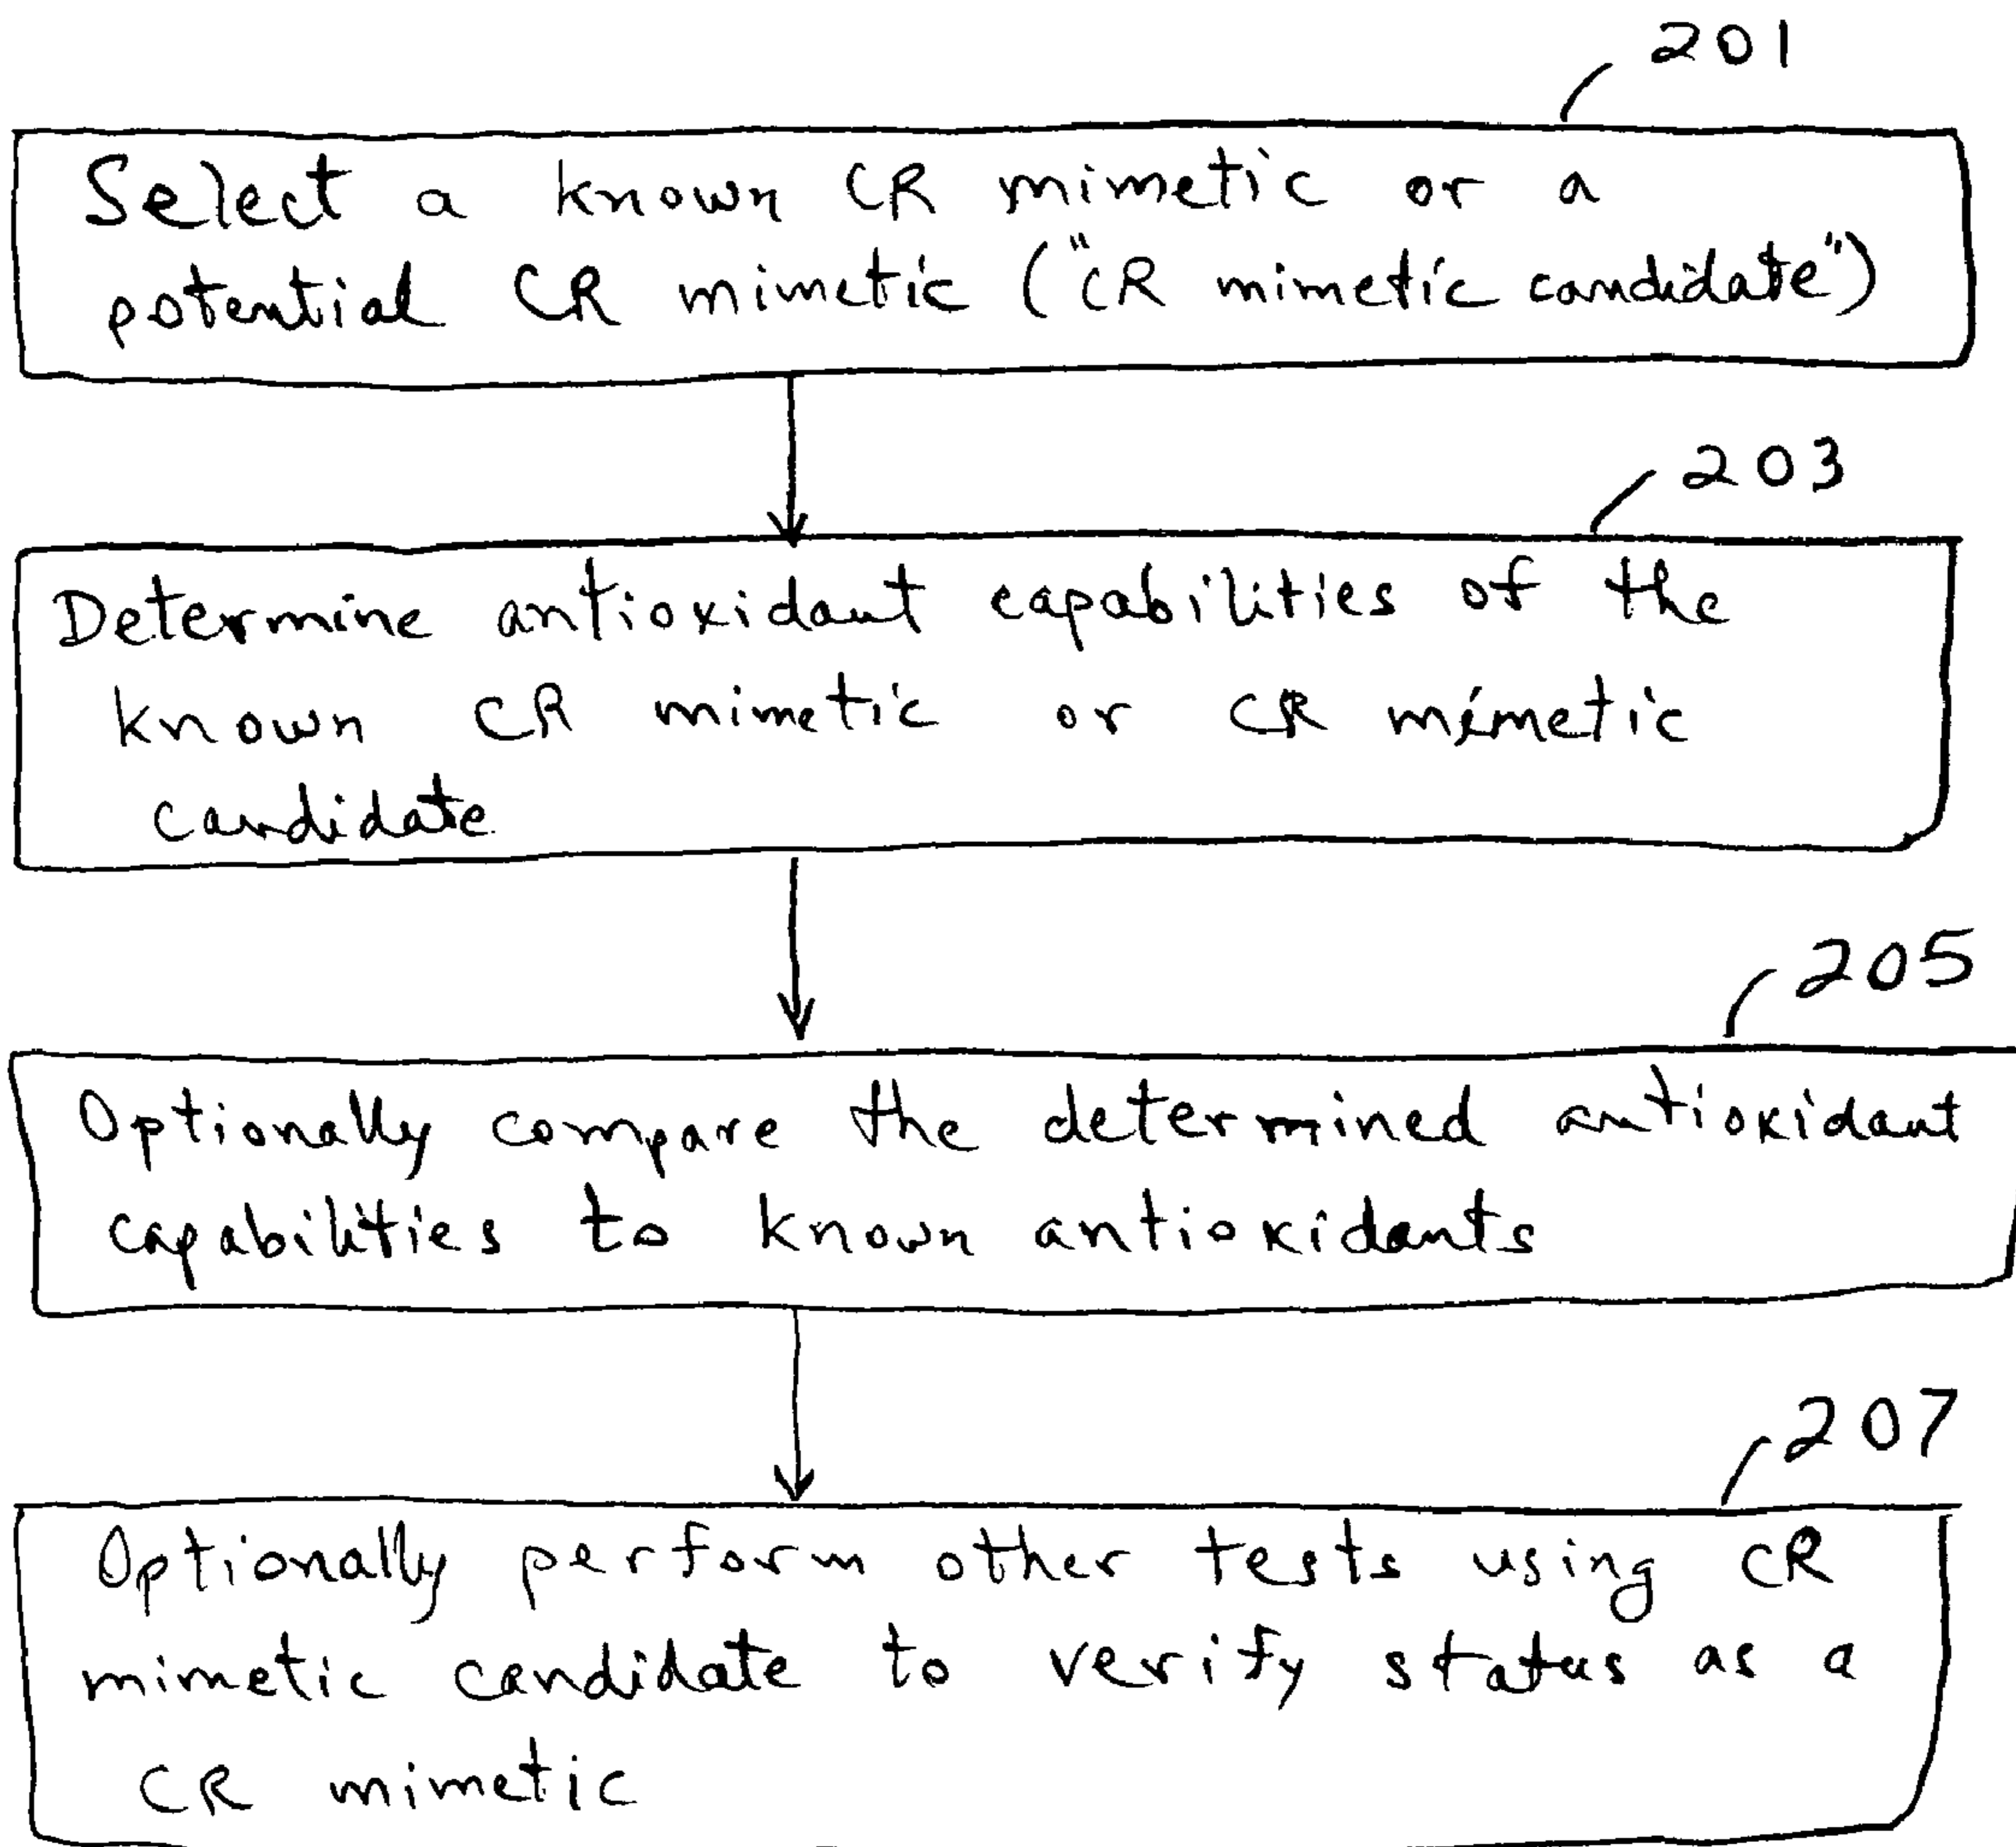 201
Select a known CR mimetic or a
potential CR mimetic ("CR mimetic candidate")
203
Determine antioxidant capabilities of the
known CR mimetic or CR mimetic
candidate
205
Optionally compare the determined antioxidant
capabilities to known antioxidants
207
Optionally perform other tests using CR
mimetic candidate to verify status as a
CR mimetic